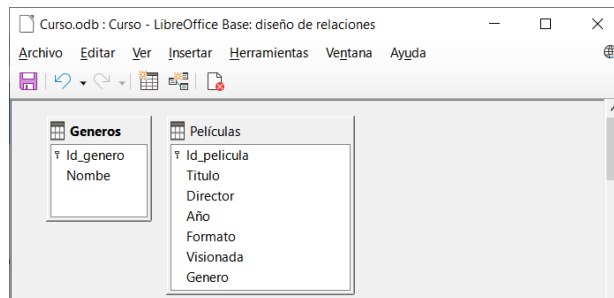 Curso.odb : Curso - LibreOffice Base: diseño de relaciones
Archivo Editar Ver Insertar Herramientas Ventana Ayuda
Generos
Id_genero
Nombe
Películas
Id_pelicula
Titulo
Director
Año
Formato
Visionada
Genero